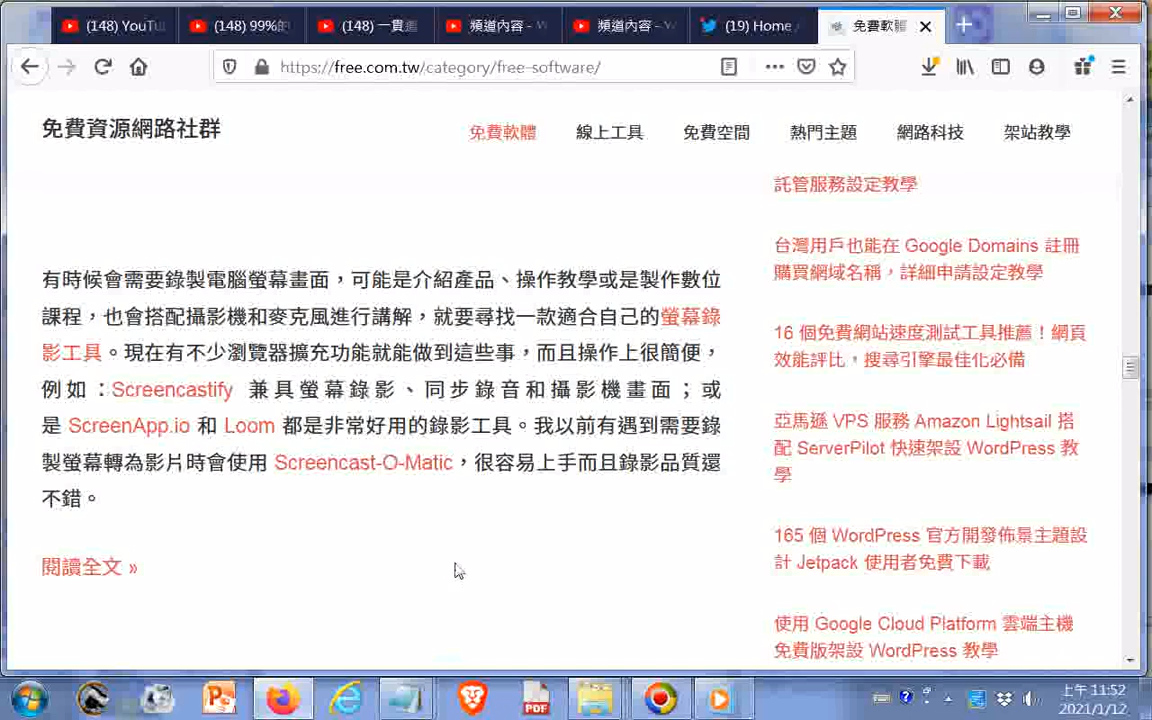 (148) YouTu
(148) 99%的
(148) 一貫道
頻道內容 -
頻道內容 -
(19) Home
免費軟體
https://free.com.tw/category/free-software/
免費資源網路社群
免費軟體
線上工具
免費空間
熱門主題
網路科技
架站教學
有時候會需要錄製電腦螢幕畫面，可能是介紹產品、操作教學或是製作數位
課程，也會搭配攝影機和麥克風進行講解，就要尋找一款適合自己的螢幕錄
影工具。現在有不少瀏覽器擴充功能就能做到這些事，而且操作上很簡便，
例如：Screencastify 兼具螢幕錄影、同步錄音和攝影機畫面；或
是 ScreenApp.io 和 Loom 都是非常好用的錄影工具。我以前有遇到需要錄
製螢幕轉為影片時會使用 Screencast-O-Matic，很容易上手而且錄影品質還
不錯。
閱讀全文 »
託管服務設定教學
台灣用戶也能在 Google Domains 註冊
購買網域名稱，詳細申請設定教學
16 個免費網站速度測試工具推薦！網頁
效能評比，搜尋引擎最佳化必備
亞馬遜 VPS 服務 Amazon Lightsail 搭
配 ServerPilot 快速架設 WordPress 教
學
165 個 WordPress 官方開發佈景主題設
計 Jetpack 使用者免費下載
使用 Google Cloud Platform 雲端主機
免費版架設 WordPress 教學
PDF
上午 11:52
2021/1/12